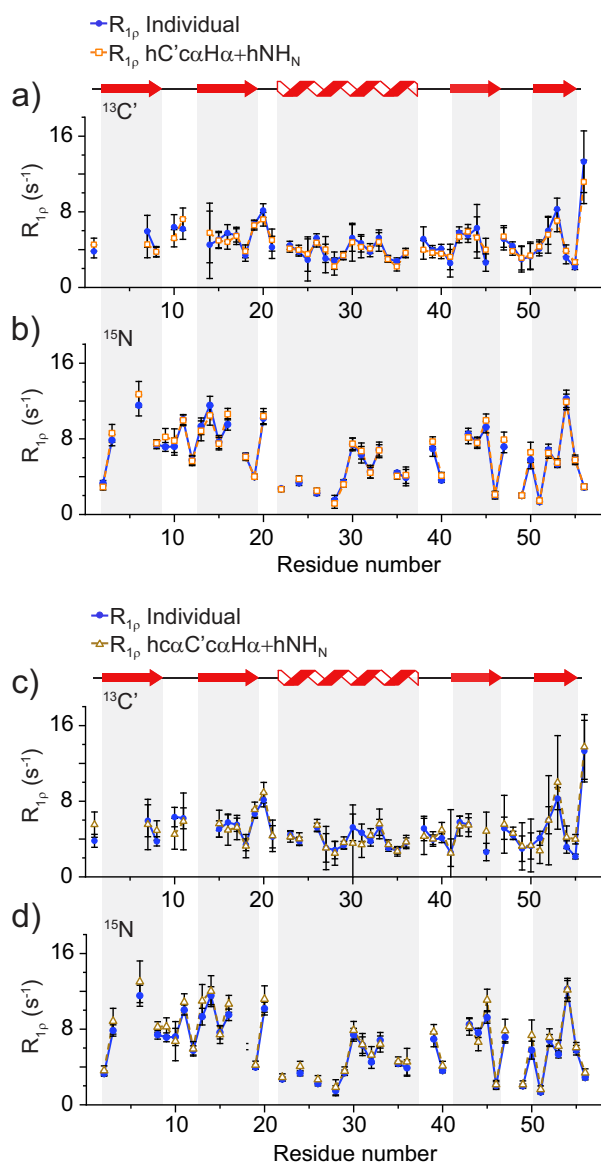 R₁ρ Individual
R₁ρ hC'cαHα+hNHN
a)
¹³C'
16
R₁ρ (s⁻¹)
8
0
10 20 30 40 50
b)
¹⁵N
16
R₁ρ (s⁻¹)
8
0
10 20 30 40 50
Residue number
R₁ρ Individual
R₁ρ hcαC'cαHα+hNHN
c)
¹³C'
16
R₁ρ (s⁻¹)
8
0
10 20 30 40 50
d)
¹⁵N
16
R₁ρ (s⁻¹)
8
0
10 20 30 40 50
Residue number